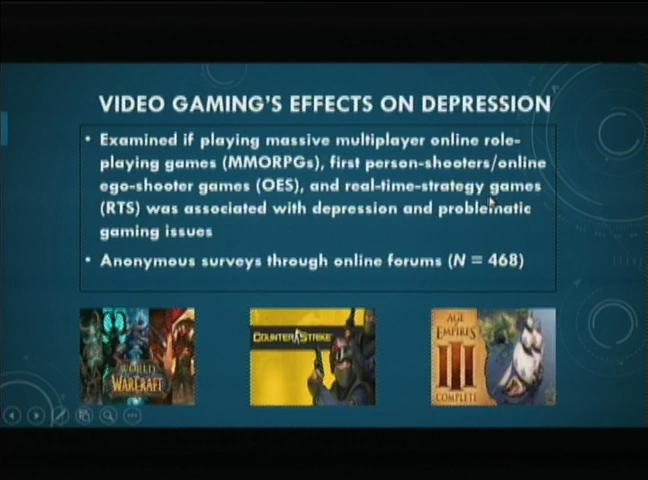 VIDEO GAMING'S EFFECTS ON DEPRESSION
• Examined if playing massive multiplayer online role-
playing games (MMORPGs), first person-shooters/online
ego-shooter games (OES), and real-time-strategy games
(RTS) was associated with depression and problematic
gaming issues
• Anonymous surveys through online forums (N = 468)
WORLD
OF
WARCRAFT
COUNTER STRIKE
AGE
OF
EMPIRES
III
COMPLETE